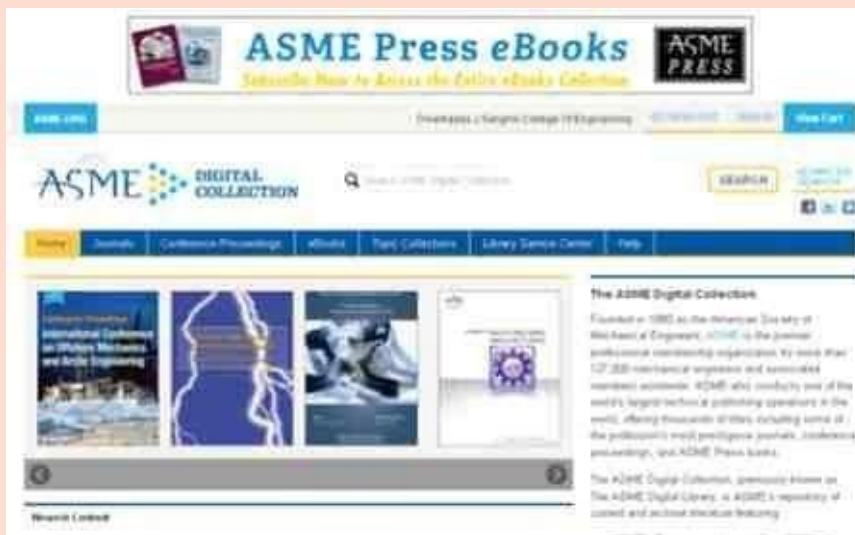 ASME Press eBooks
Subscribe Now to Access the Entire eBooks Collection
ASME
PRESS
ASME.ORG
College Of Engineering
SIGN IN
View Cart
ASME
DIGITAL
COLLECTION
Search ASME Digital Collection
SEARCH
Home
Journals
Conference Proceedings
eBooks
Topic Collections
Library Service Center
Help
International Conference
on Offshore Mechanics
and Arctic Engineering
The ASME Digital Collection
Founded in 1880 as the American Society of
Mechanical Engineers, ASME is the premier
professional membership organization for more than
127,000 mechanical engineers and associated
members worldwide. ASME also conducts one of the
world's largest technical publishing operations in the
world, offering thousands of titles including some of
the profession's most prestigious journals, conference
proceedings, and ASME Press books.
The ASME Digital Collection, previously known as
The ASME Digital Library, is ASME's repository of
current and archival literature featuring